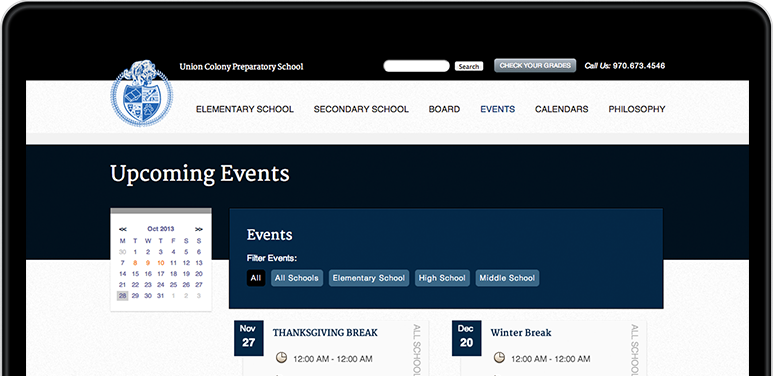 Union Colony Preparatory School
Search
CHECK YOUR GRADES
Call Us: 970.673.4546
ELEMENTARY SCHOOL SECONDARY SCHOOL BOARD EVENTS CALENDARS PHILOSOPHY
Upcoming Events
<< Oct 2013 >>
M T W T F S S
30 1 2 3 4 5 6
7 8 9 10 11 12 13
14 15 16 17 18 19 20
21 22 23 24 25 26 27
28 29 30 31 1 2 3
Events
Filter Events:
All All Schools Elementary School High School Middle School
Nov
27
THANKSGIVING BREAK
12:00 AM - 12:00 AM
ALL SCHOOL
Dec
20
Winter Break
12:00 AM - 12:00 AM
ALL SCHOOL